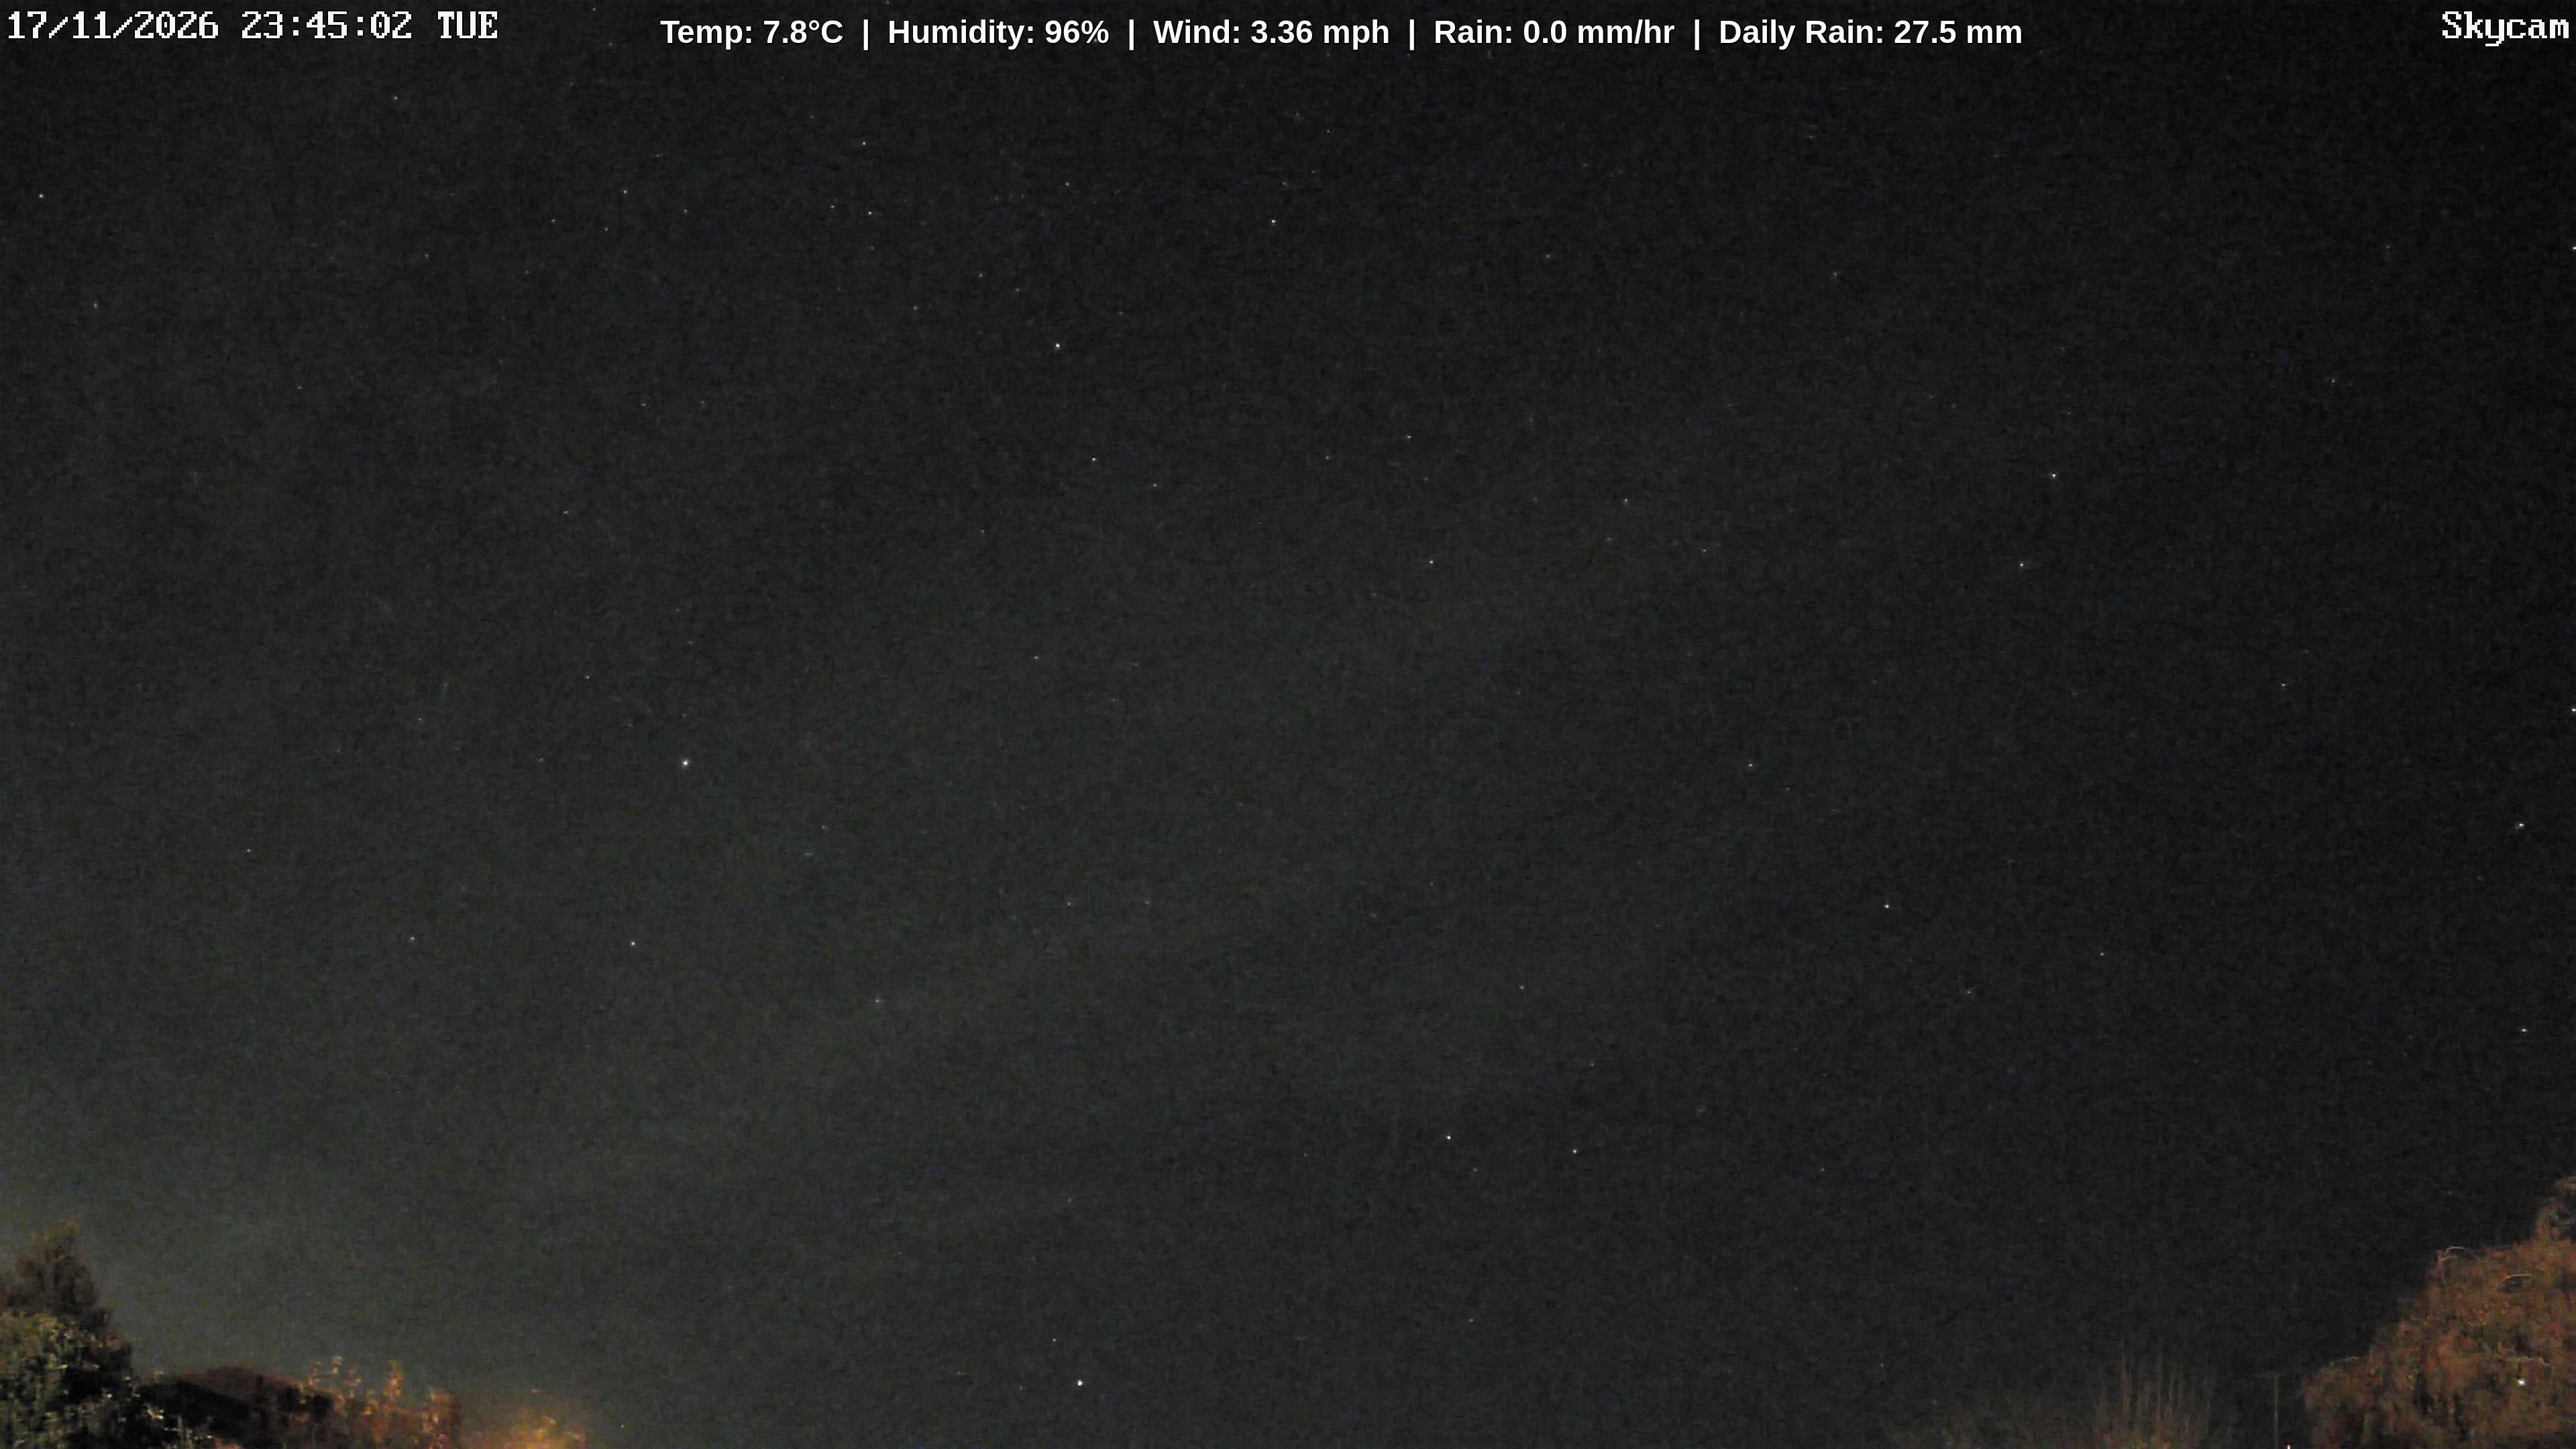 17/11/2026 23:45:02 TUE
Temp: 7.8°C | Humidity: 96% | Wind: 3.36 mph | Rain: 0.0 mm/hr | Daily Rain: 27.5 mm
Skycam